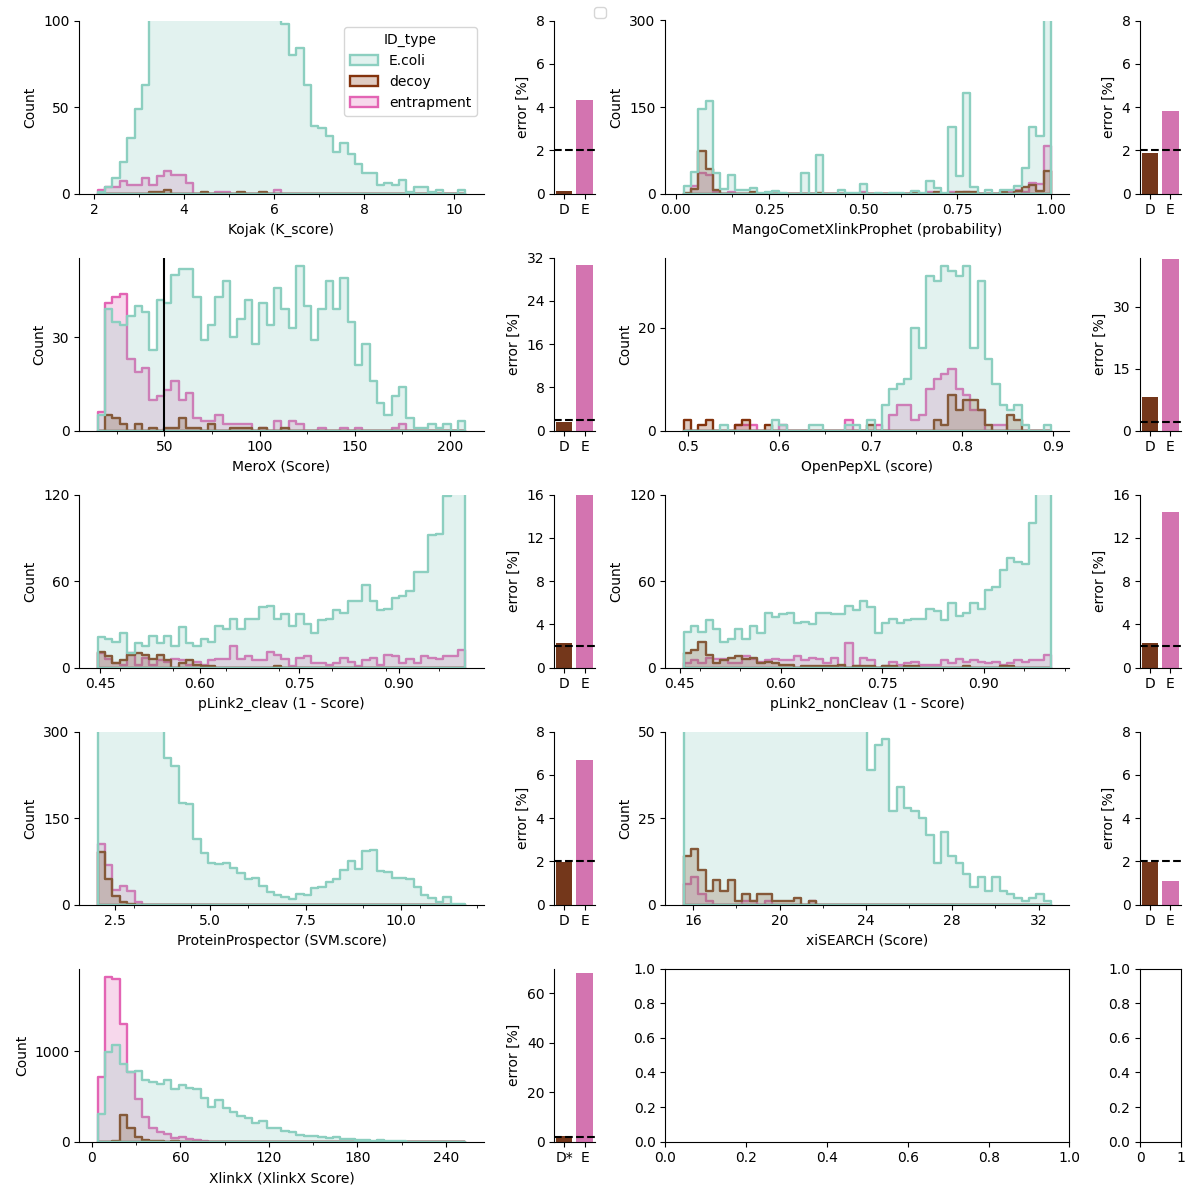 100
50
0
Count
2
4
6
8
10
Kojak (K_score)
ID_type
E.coli
decoy
entrapment
8
6
4
2
0
error [%]
D
E
300
150
0
Count
0.00
0.25
0.50
0.75
1.00
MangoCometXlinkProphet (probability)
8
6
4
2
0
error [%]
D
E
30
0
Count
50
100
150
200
MeroX (Score)
32
24
16
8
0
error [%]
D
E
20
0
Count
0.5
0.6
0.7
0.8
0.9
OpenPepXL (score)
30
15
0
error [%]
D
E
120
60
0
Count
0.45
0.60
0.75
0.90
pLink2_cleav (1 - Score)
16
12
8
4
0
error [%]
D
E
120
60
0
Count
0.45
0.60
0.75
0.90
pLink2_nonCleav (1 - Score)
16
12
8
4
0
error [%]
D
E
300
150
0
Count
2.5
5.0
7.5
10.0
ProteinProspector (SVM.score)
8
6
4
2
0
error [%]
D
E
50
25
0
Count
16
20
24
28
32
xiSEARCH (Score)
8
6
4
2
0
error [%]
D
E
1000
0
Count
0
60
120
180
240
XlinkX (XlinkX Score)
60
40
20
0
error [%]
D*
E
1.0
0.8
0.6
0.4
0.2
0.0
0.0
0.2
0.4
0.6
0.8
1.0
1.0
0.8
0.6
0.4
0.2
0.0
0
1